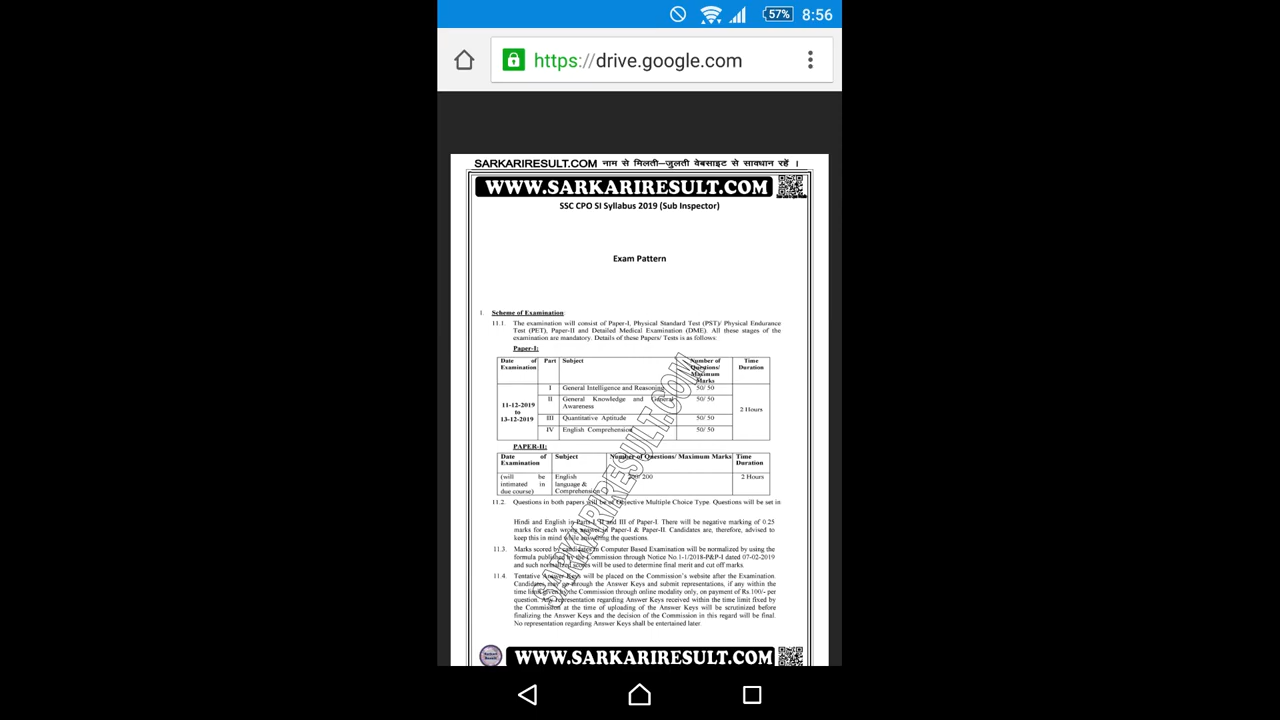 57% 8:56
https://drive.google.com
SARKARIRESULT.COM नाम से मिलती–जुलती वेबसाइट से सावधान रहें ।
WWW.SARKARIRESULT.COM
SSC CPO SI Syllabus 2019 (Sub Inspector)
Exam Pattern
I. Scheme of Examination
11.1. The examination will consist of Paper-I, Physical Standard Test (PST)/ Physical Endurance
Test (PET), Paper-II and Detailed Medical Examination (DME). All these stages of the
examination are mandatory. Details of these Papers/ Tests is as follows:
Paper-I:
Date of Examination Part Subject Number of Questions/ Maximum Marks Time Duration
11-12-2019 to 13-12-2019
I General Intelligence and Reasoning 50/ 50
II General Knowledge and General Awareness 50/ 50
2 Hours
III Quantitative Aptitude 50/ 50
IV English Comprehension 50/ 50
PAPER-II:
Date of Examination Subject Number of Questions/ Maximum Marks Time Duration
(will be intimated in due course) English language & Comprehension 200/ 200 2 Hours
11.2. Questions in both papers will be of Objective Multiple Choice Type. Questions will be set in
Hindi and English in Parts-I, II and III of Paper-I. There will be negative marking of 0.25
marks for each wrong answer in Paper-I & Paper-II. Candidates are, therefore, advised to
keep this in mind while answering the questions.
11.3. Marks scored by candidates in Computer Based Examination will be normalized by using the
formula published by the Commission through Notice No.1-1/2018-P&P-I dated 07-02-2019
and such normalized scores will be used to determine final merit and cut off marks.
11.4. Tentative Answer Keys will be placed on the Commission's website after the Examination.
Candidates may go through the Answer Keys and submit representations, if any within the
time limit given by the Commission through online modality only, on payment of Rs 100/- per
question. Any representation regarding Answer Keys received within the time limit fixed by
the Commission at the time of uploading of the Answer Keys will be scrutinized before
finalizing the Answer Keys and the decision of the Commission in this regard will be final.
No representation regarding Answer Keys shall be entertained later.
SARKARIRESULT.COM
WWW.SARKARIRESULT.COM